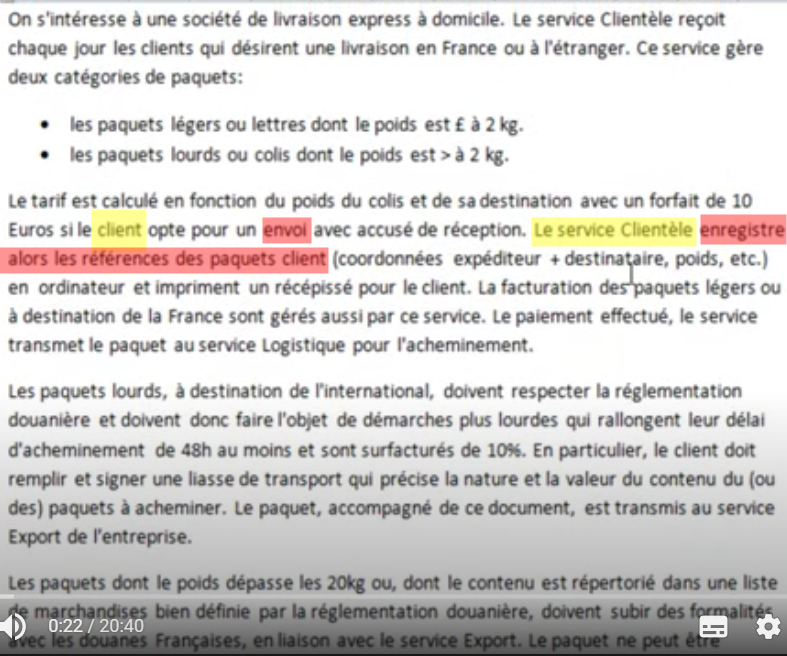 On s'intéresse à une société de livraison express à domicile. Le service Clientèle reçoit
chaque jour les clients qui désirent une livraison en France ou à l'étranger. Ce service gère
deux catégories de paquets:
• les paquets légers ou lettres dont le poids est £ à 2 kg.
• les paquets lourds ou colis dont le poids est > à 2 kg.
Le tarif est calculé en fonction du poids du colis et de sa destination avec un forfait de 10
Euros si le client opte pour un envoi avec accusé de réception. Le service Clientèle enregistre
alors les références des paquets client (coordonnées expéditeur + destinataire, poids, etc.)
en ordinateur et impriment un récépissé pour le client. La facturation des paquets légers ou
à destination de la France sont gérés aussi par ce service. Le paiement effectué, le service
transmet le paquet au service Logistique pour l'acheminement.
Les paquets lourds, à destination de l'international, doivent respecter la réglementation
douanière et doivent donc faire l'objet de démarches plus lourdes qui rallongent leur délai
d'acheminement de 48h au moins et sont surfacturés de 10%. En particulier, le client doit
remplir et signer une liasse de transport qui précise la nature et la valeur du contenu du (ou
des) paquets à acheminer. Le paquet, accompagné de ce document, est transmis au service
Export de l'entreprise.
Les paquets dont le poids dépasse les 20kg ou, dont le contenu est répertorié dans une liste
de marchandises bien définie par la réglementation douanière, doivent subir des formalités
0:22 / 20:40
avec les douanes Françaises, en liaison avec le service Export. Le paquet ne peut être